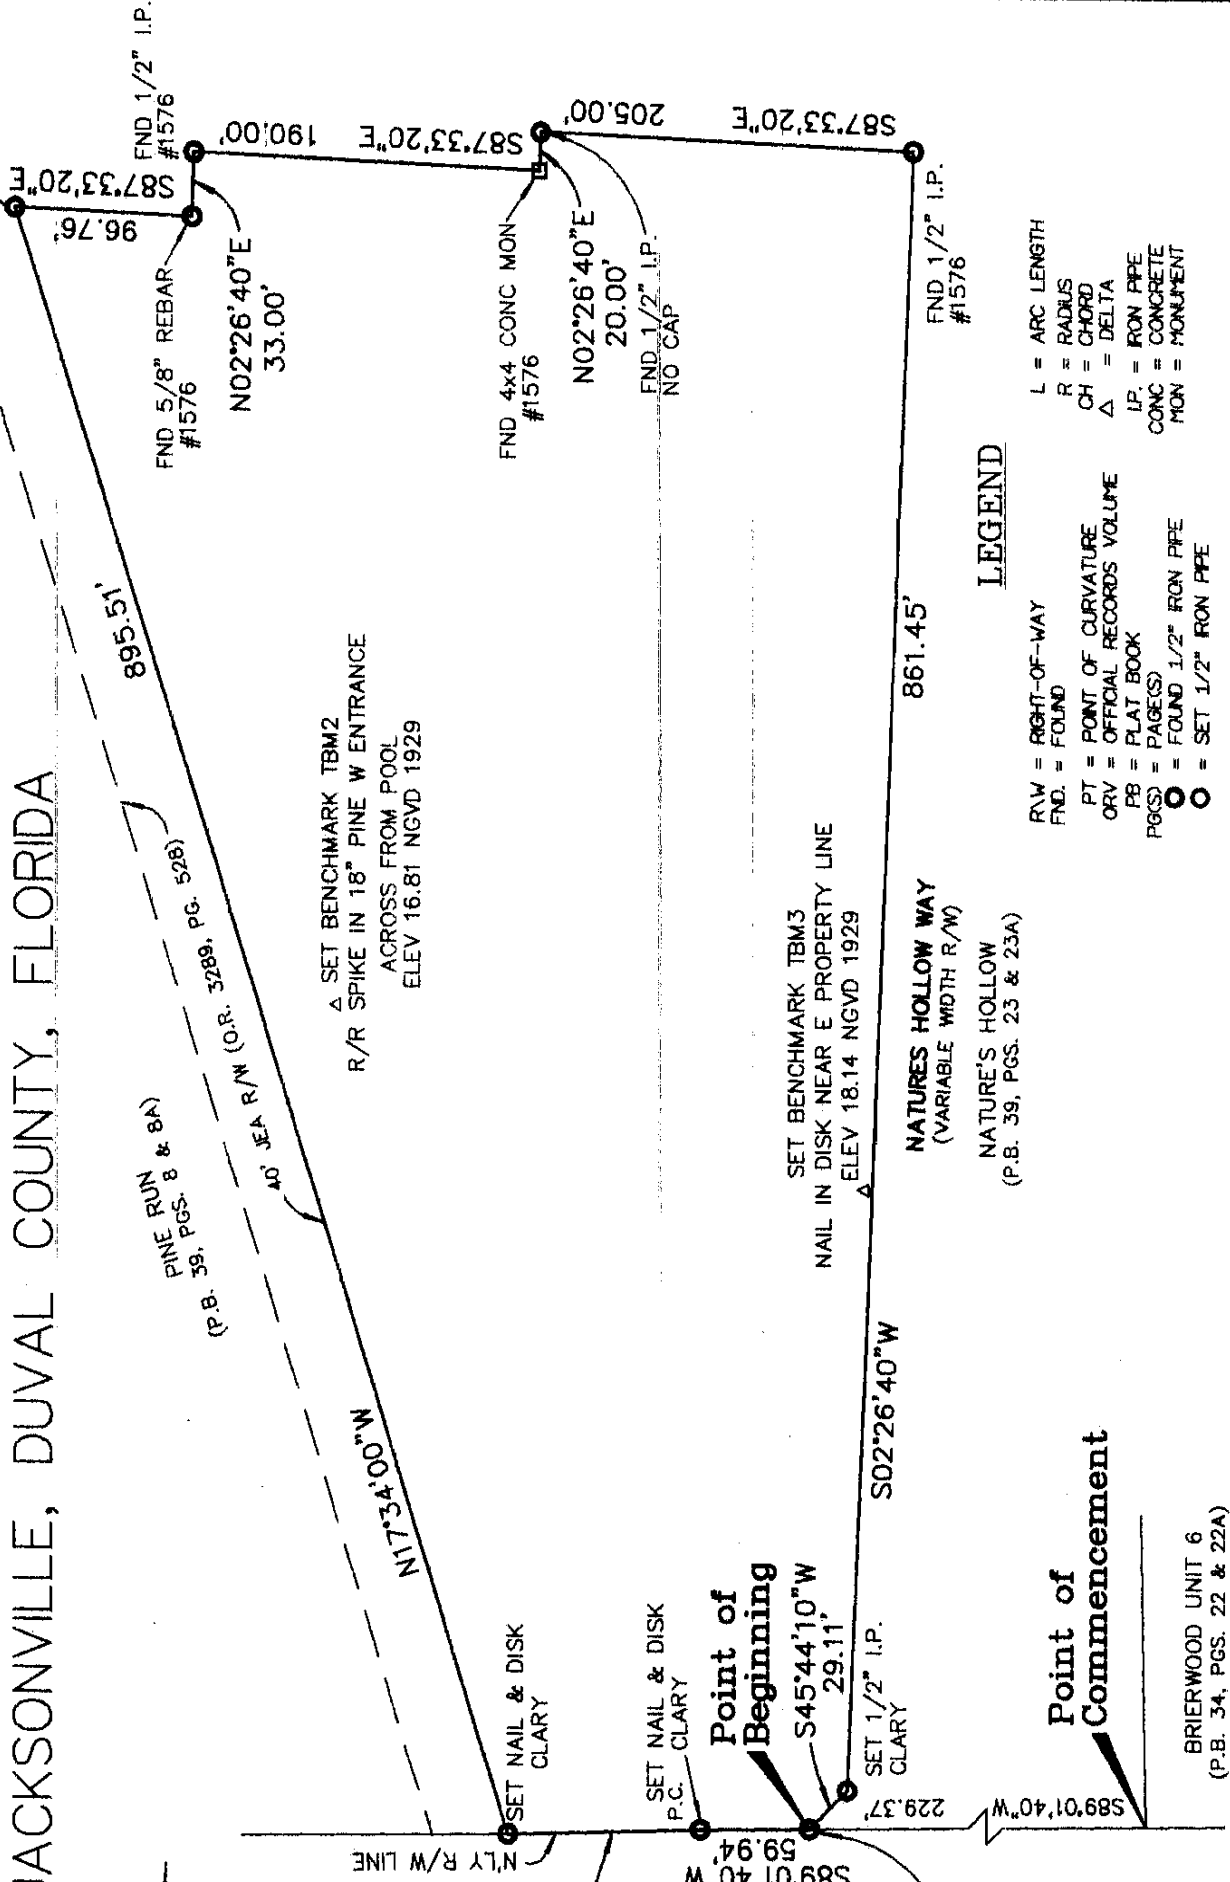 JACKSONVILLE, DUVAL COUNTY, FLORIDA
PINE RUN
(P.B. 39, PGS. 8 & 8A)
40' JEA R/W (O.R. 3289, PG. 528)
N17°34'00"W
895.51'
S87°33'20"E
96.76'
FND 1/2" I.P.
#1576
FND 5/8" REBAR
#1576
N02°26'40"E
33.00'
190.00'
S87°33'20"E
FND 4x4 CONC MON
#1576
N02°26'40"E
20.00'
FND 1/2" I.P.
NO CAP
205.00'
S87°33'20"E
FND 1/2" I.P.
#1576
△ SET BENCHMARK TBM2
R/R SPIKE IN 18" PINE W ENTRANCE
ACROSS FROM POOL
ELEV 16.81 NGVD 1929
SET BENCHMARK TBM3
NAIL IN DISK NEAR E PROPERTY LINE
△ ELEV 18.14 NGVD 1929
S02°26'40"W
861.45'
NATURES HOLLOW WAY
(VARIABLE WIDTH R/W)
NATURE'S HOLLOW
(P.B. 39, PGS. 23 & 23A)
N'LY R/W LINE
SET NAIL & DISK
CLARY
SET NAIL & DISK
P.C. CLARY
Point of
Beginning
S45°44'10"W
29.11'
SET 1/2" I.P.
CLARY
59.94'
S89°01'40"W
229.37'
S89°01'40"W
Point of
Commencement
BRIERWOOD UNIT 6
(P.B. 34, PGS. 22 & 22A)
LEGEND
R\W = RIGHT-OF-WAY
FND. = FOUND
PT = POINT OF CURVATURE
ORV = OFFICIAL RECORDS VOLUME
PB = PLAT BOOK
PG(S) = PAGE(S)
= FOUND 1/2" IRON PIPE
= SET 1/2" IRON PIPE
L = ARC LENGTH
R = RADIUS
CH = CHORD
△ = DELTA
I.P. = IRON PIPE
CONC = CONCRETE
MON = MONUMENT